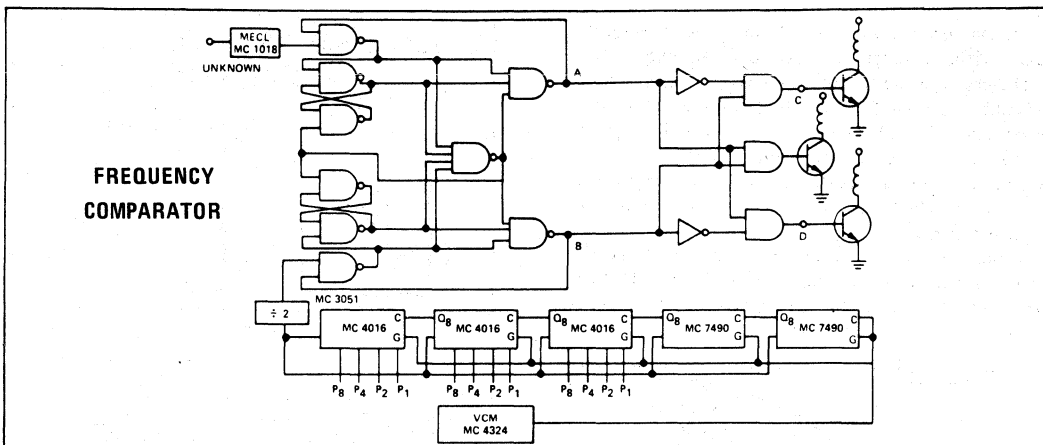 MECL
MC 1018
UNKNOWN
A
C
FREQUENCY
COMPARATOR
B
D
MC 3051
÷ 2
MC 4016 C G
Q8 MC 4016 C G
Q8 MC 4016 C G
Q8 MC 7490 C G
Q8 MC 7490 C G
P8 P4 P2 P1 P8 P4 P2 P1 P8 P4 P2 P1
VCM
MC 4324